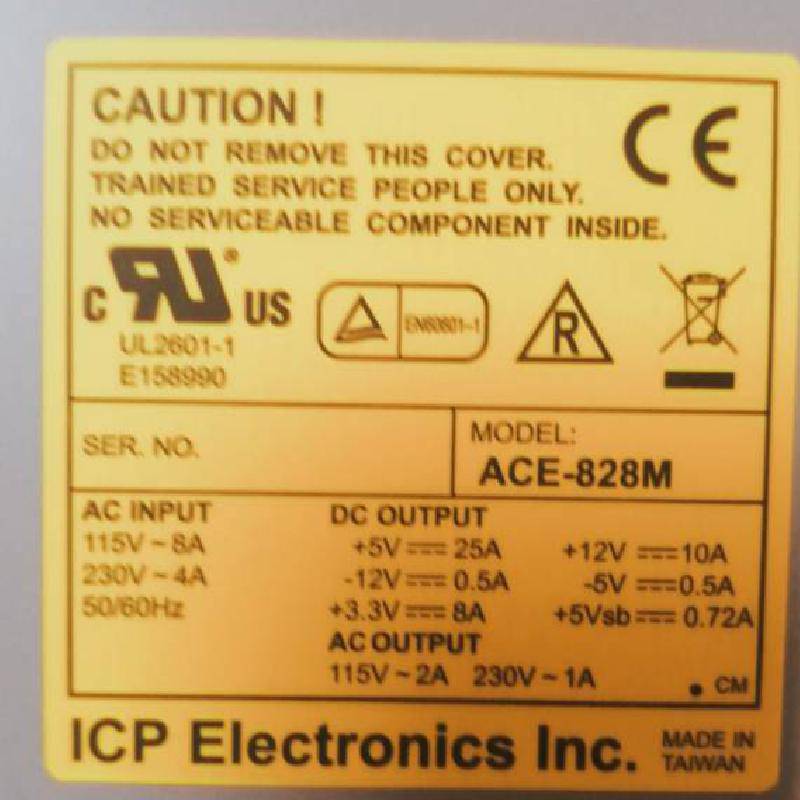 CAUTION !
DO NOT REMOVE THIS COVER.
TRAINED SERVICE PEOPLE ONLY.
NO SERVICEABLE COMPONENT INSIDE.
CE
C RU ® US
UL2601-1
E158990
EN60601-1
R
SER. NO.
MODEL:
ACE-828M
AC INPUT
115V ~ 8A
230V ~ 4A
50/60Hz
DC OUTPUT
+5V ⎓ 25A +12V ⎓ 10A
-12V ⎓ 0.5A -5V ⎓ 0.5A
+3.3V ⎓ 8A +5Vsb ⎓ 0.72A
AC OUTPUT
115V ~ 2A 230V ~ 1A
• CM
ICP Electronics Inc.
MADE IN
TAIWAN